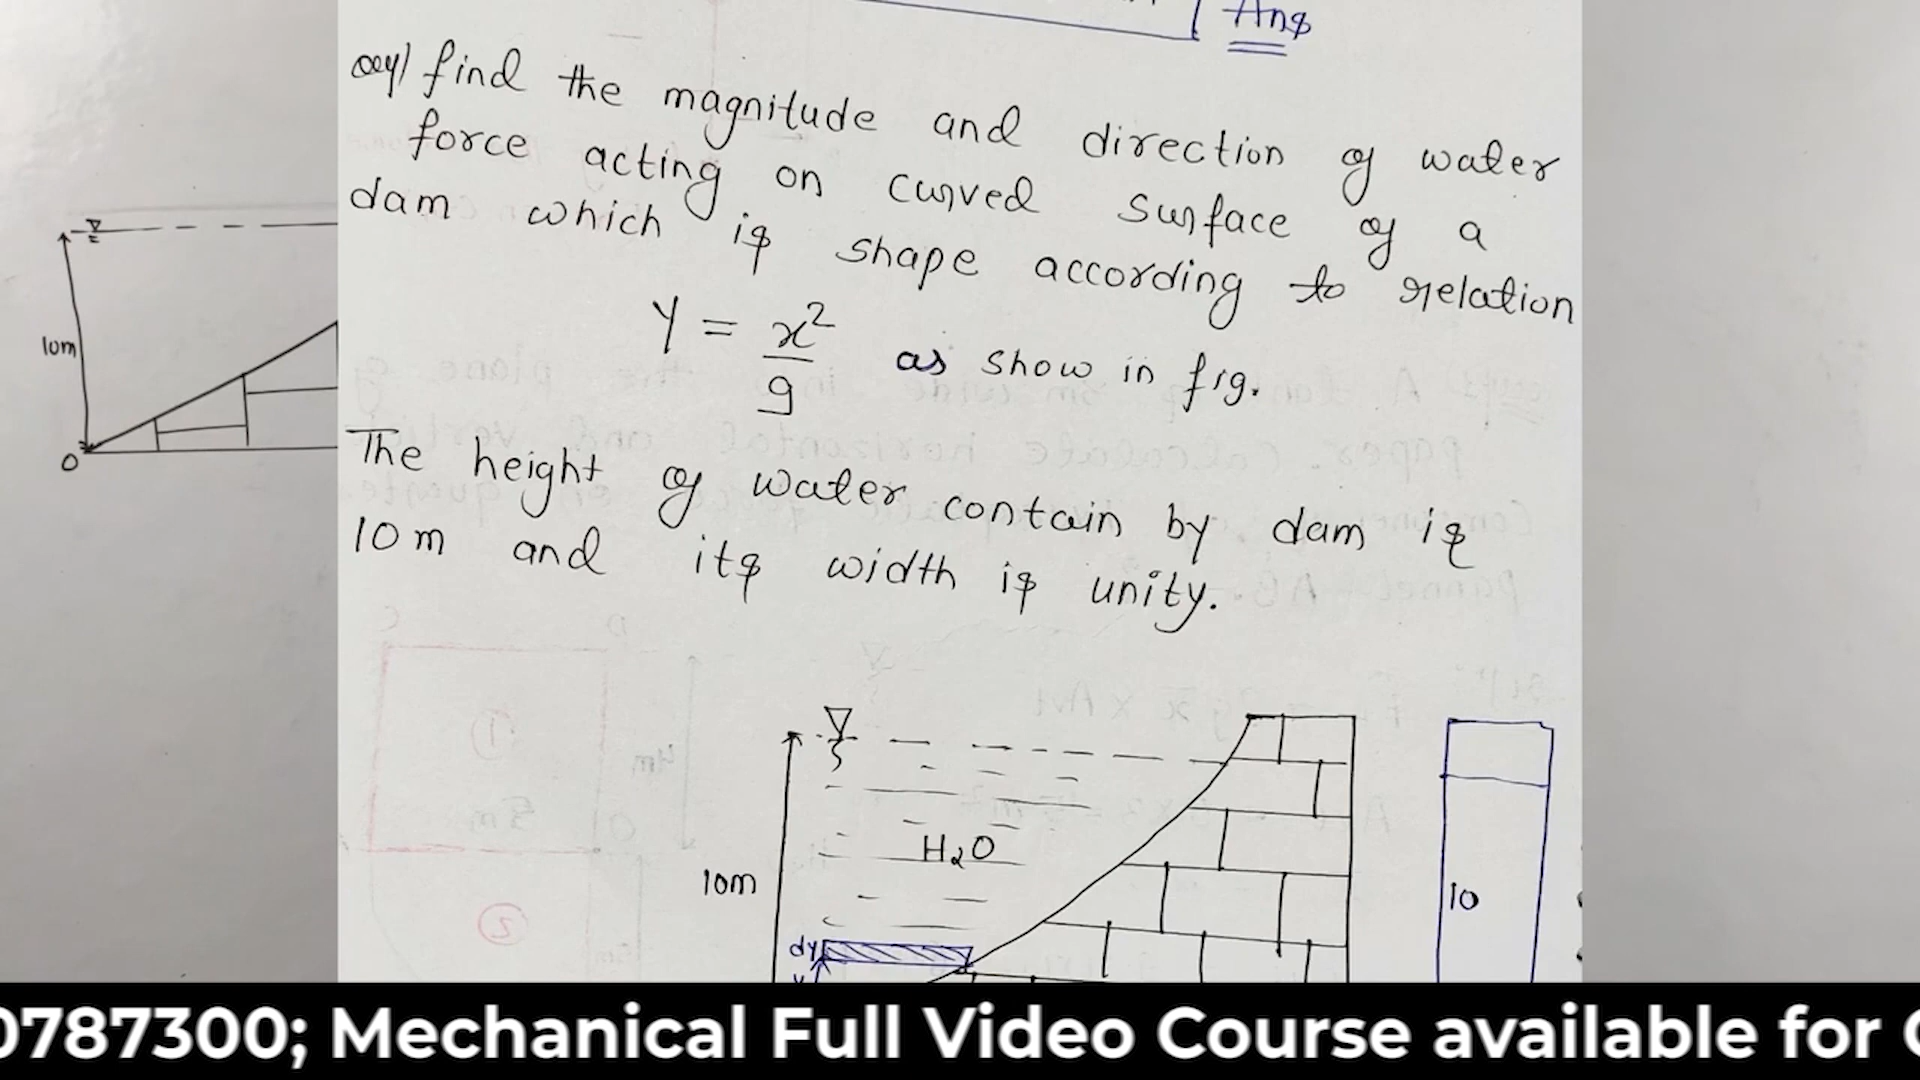 Ans
find the magnitude and direction of water
force acting on curved surface of a
dam which is shape according to relation
Y = x²/9 as show in fig.
The height of water contain by dam is
10m and its width is unity.
10m
O
H₂O
10m
10
dy
0787300; Mechanical Full Video Course available for